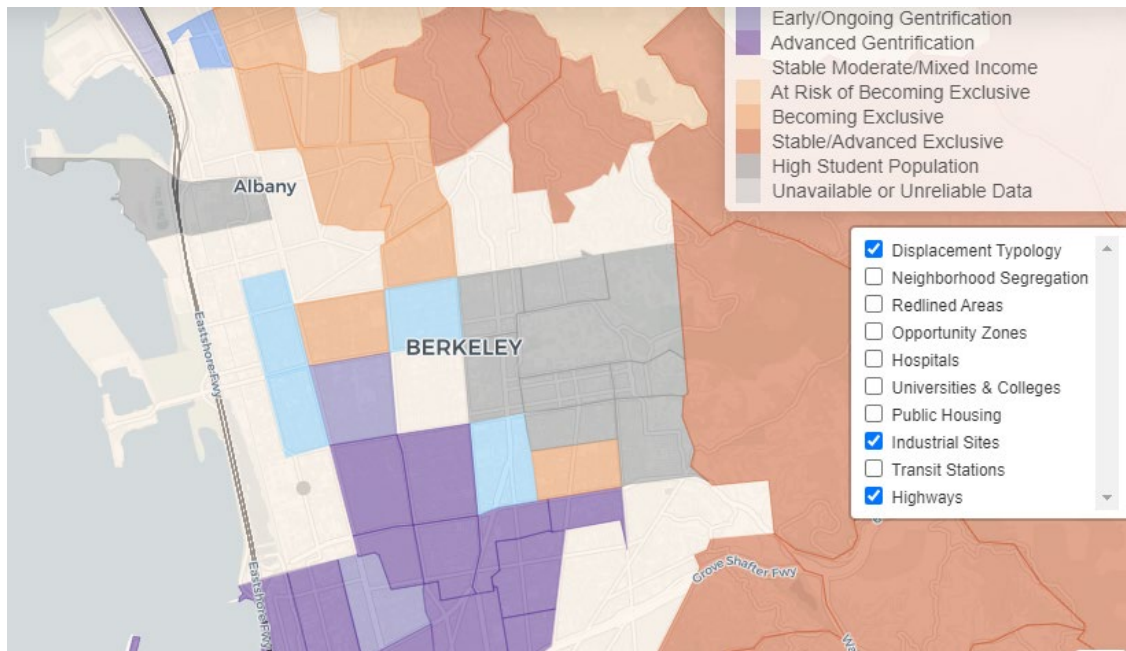 Early/Ongoing Gentrification
Advanced Gentrification
Stable Moderate/Mixed Income
At Risk of Becoming Exclusive
Becoming Exclusive
Stable/Advanced Exclusive
High Student Population
Unavailable or Unreliable Data
Albany
Displacement Typology
Neighborhood Segregation
Redlined Areas
Opportunity Zones
Hospitals
Universities & Colleges
Public Housing
Industrial Sites
Transit Stations
Highways
Eastshore Fwy
BERKELEY
Eastshore Fwy
Grove Shafter Fwy